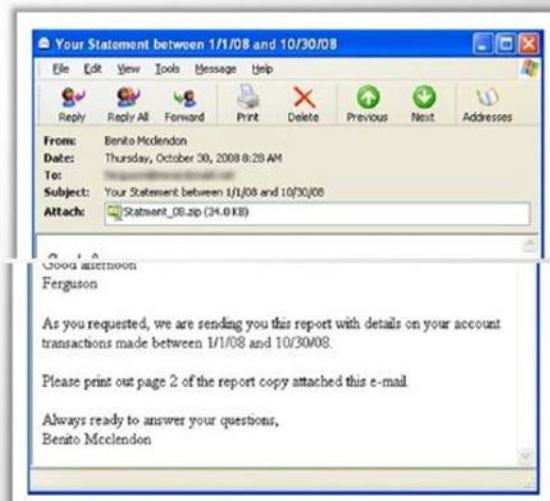 Your Statement between 1/1/08 and 10/30/08
File Edit View Tools Message Help
Reply Reply All Forward Print Delete Previous Next Addresses
From: Benito Mcclendon
Date: Thursday, October 30, 2008 8:28 AM
To:
Subject: Your Statement between 1/1/08 and 10/30/08
Attach: Statment_08.zip (34.0 KB)
Good afternoon
Ferguson
As you requested, we are sending you this report with details on your account
transactions made between 1/1/08 and 10/30/08.
Please print out page 2 of the report copy attached this e-mail.
Always ready to answer your questions,
Benito Mcclendon